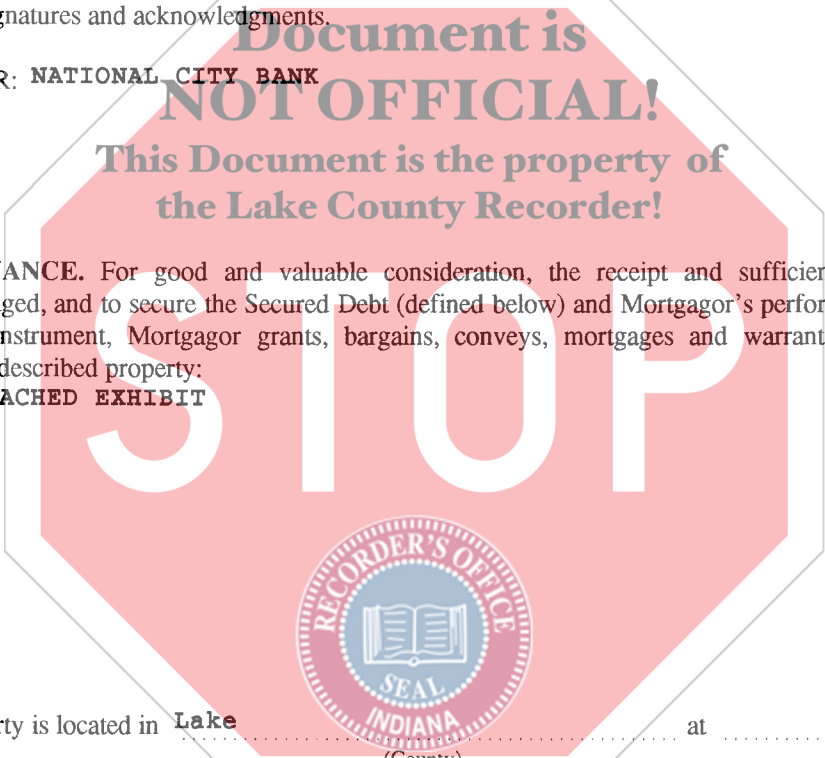 gnatures and acknowledgments.
Document is
R: NATIONAL CITY BANK
NOT OFFICIAL!
This Document is the property of
the Lake County Recorder!
ANCE. For good and valuable consideration, the receipt and sufficien
ged, and to secure the Secured Debt (defined below) and Mortgagor's perfor
nstrument, Mortgagor grants, bargains, conveys, mortgages and warrant
described property:
ACHED EXHIBIT
STOP
RECORDER'S OFFICE
SEAL
INDIANA
rty is located in Lake at
(County)